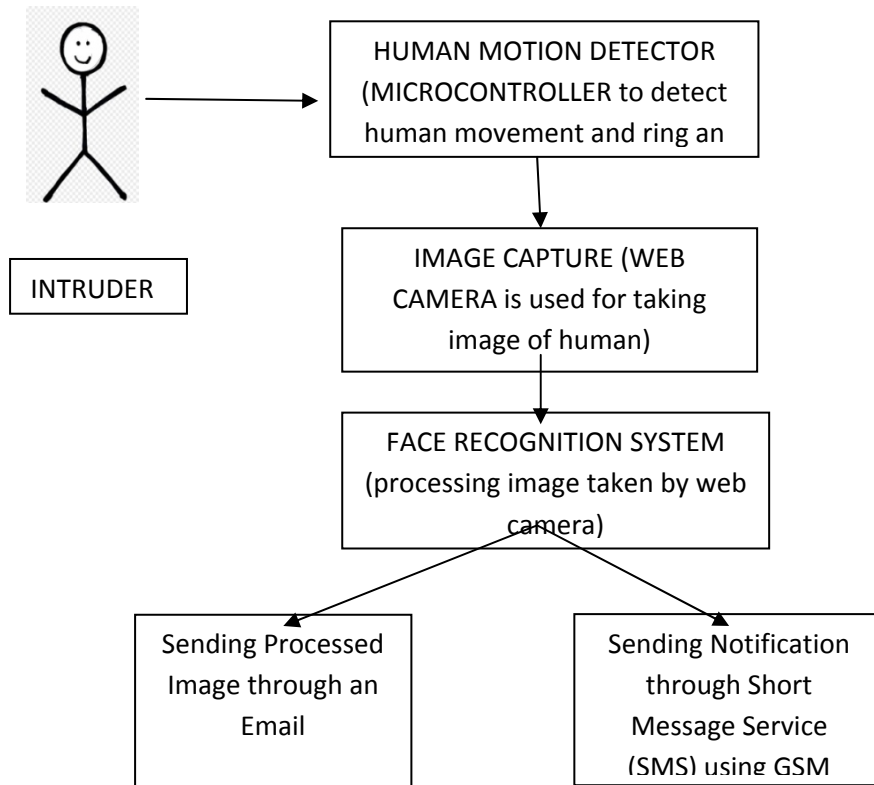 HUMAN MOTION DETECTOR
(MICROCONTROLLER to detect
human movement and ring an
INTRUDER
IMAGE CAPTURE (WEB
CAMERA is used for taking
image of human)
FACE RECOGNITION SYSTEM
(processing image taken by web
camera)
Sending Processed
Image through an
Email
Sending Notification
through Short
Message Service
(SMS) using GSM